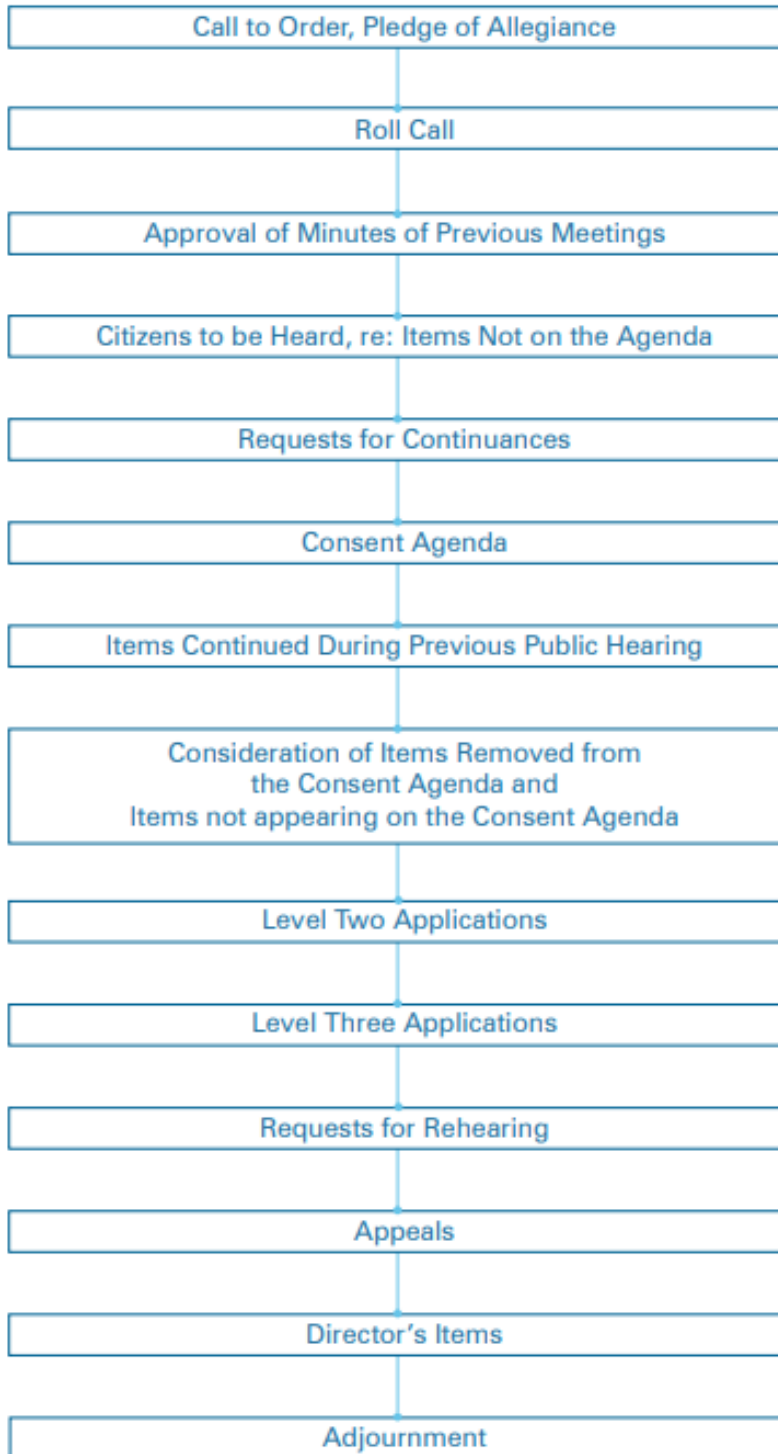 Call to Order, Pledge of Allegiance
Roll Call
Approval of Minutes of Previous Meetings
Citizens to be Heard, re: Items Not on the Agenda
Requests for Continuances
Consent Agenda
Items Continued During Previous Public Hearing
Consideration of Items Removed from
the Consent Agenda and
Items not appearing on the Consent Agenda
Level Two Applications
Level Three Applications
Requests for Rehearing
Appeals
Director’s Items
Adjournment